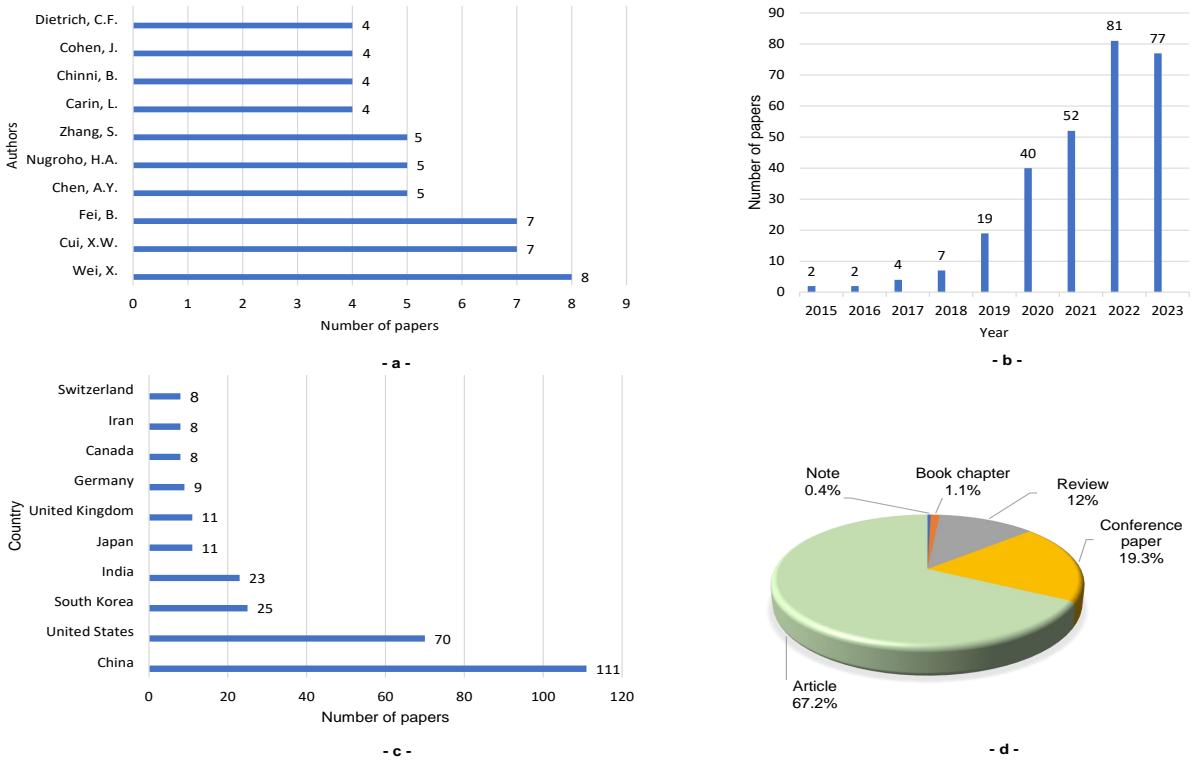 Dietrich, C.F.
4
Cohen, J.
4
Chinni, B.
4
Carin, L.
4
Zhang, S.
5
Nugroho, H.A.
5
Chen, A.Y.
5
Fei, B.
7
Cui, X.W.
7
Wei, X.
8
Authors
0 1 2 3 4 5 6 7 8 9
Number of papers
- a -
90
80
70
60
50
40
30
20
10
0
Number of papers
2
2
4
7
19
40
52
81
77
2015 2016 2017 2018 2019 2020 2021 2022 2023
Year
- b -
Switzerland
8
Iran
8
Canada
8
Germany
9
United Kingdom
11
Japan
11
India
23
South Korea
25
United States
70
China
111
Country
0 20 40 60 80 100 120
Number of papers
- c -
Note
0.4%
Book chapter
1.1%
Review
12%
Conference
paper
19.3%
Article
67.2%
- d -